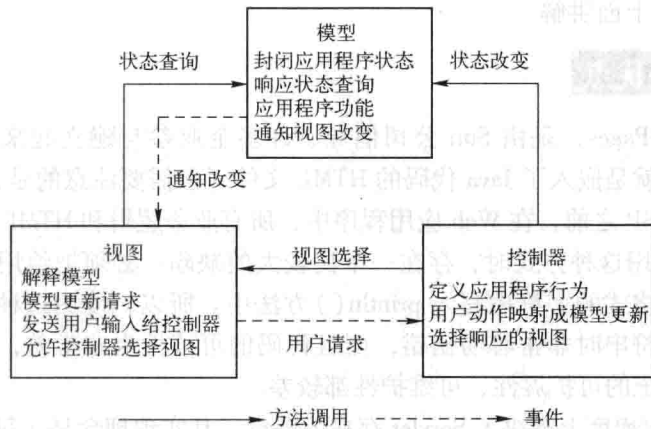 上的讲解
模型
封闭应用程序状态
响应状态查询
应用程序功能
通知视图改变
状态查询
状态改变
通知改变
视图
解释模型
模型更新请求
发送用户输入给控制器
允许控制器选择视图
视图选择
用户请求
控制器
定义应用程序行为
用户动作映射成模型更新
选择响应的视图
方法调用
事件